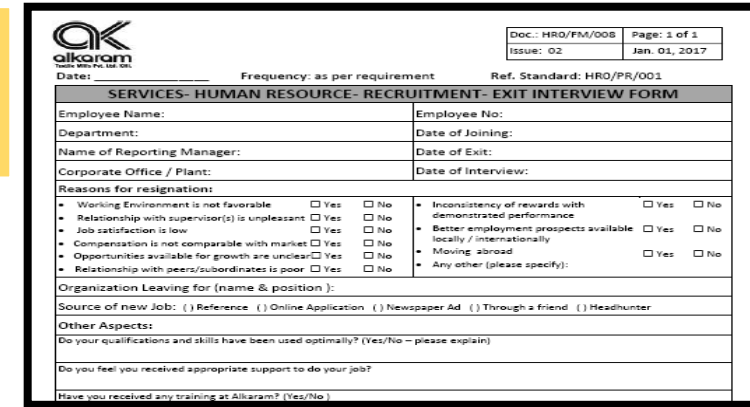 Doc.: HR0/FM/008 Page: 1 of 1
Issue: 02 Jan. 01, 2017
alkaram
Textile Mills Pvt. Ltd.
Date: Frequency: as per requirement Ref. Standard: HR0/PR/001
SERVICES- HUMAN RESOURCE- RECRUITMENT- EXIT INTERVIEW FORM
Employee Name: Employee No:
Department: Date of Joining:
Name of Reporting Manager: Date of Exit:
Corporate Office / Plant: Date of Interview:
Reasons for resignation:
• Working Environment is not favorable ☐ Yes ☐ No
• Relationship with supervisor(s) is unpleasant ☐ Yes ☐ No
• Job satisfaction is low ☐ Yes ☐ No
• Compensation is not comparable with market ☐ Yes ☐ No
• Opportunities available for growth are unclear ☐ Yes ☐ No
• Relationship with peers/subordinates is poor ☐ Yes ☐ No
• Inconsistency of rewards with ☐ Yes ☐ No
demonstrated performance
• Better employment prospects available ☐ Yes ☐ No
locally / internationally
• Moving abroad ☐ Yes ☐ No
• Any other (please specify):
Organization Leaving for (name & position ):
Source of new Job: ( ) Reference ( ) Online Application ( ) Newspaper Ad ( ) Through a friend ( ) Headhunter
Other Aspects:
Do your qualifications and skills have been used optimally? (Yes/No – please explain)
Do you feel you received appropriate support to do your job?
Have you received any training at Alkaram? (Yes/No )